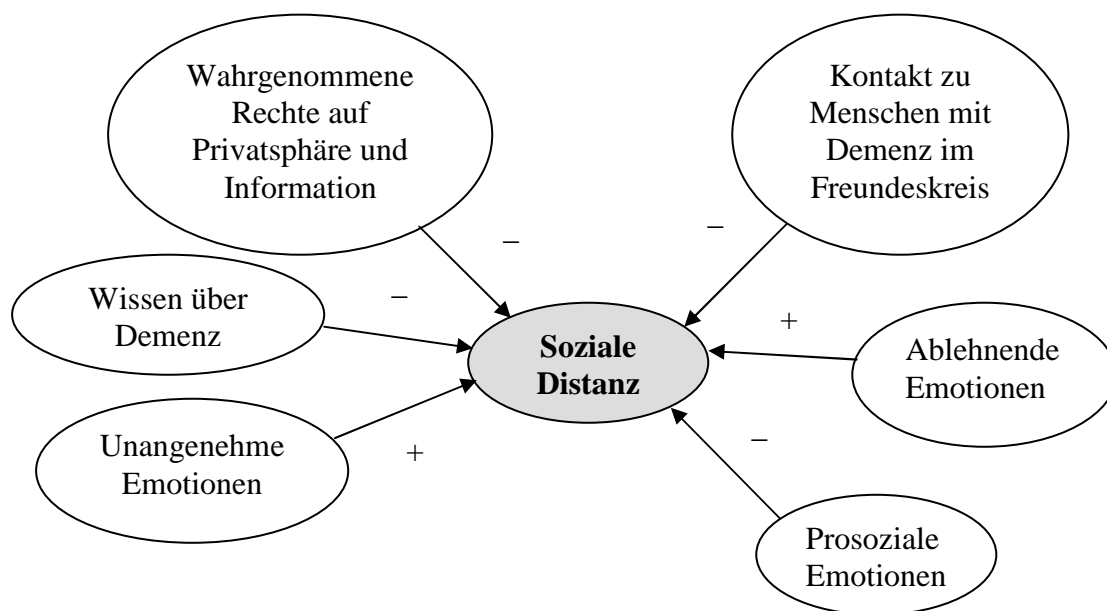 Wahrgenommene
Rechte auf
Privatsphäre und
Information
Kontakt zu
Menschen mit
Demenz im
Freundeskreis
–
–
Wissen über
Demenz
–
Soziale
Distanz
+
Ablehnende
Emotionen
Unangenehme
Emotionen
+
–
Prosoziale
Emotionen